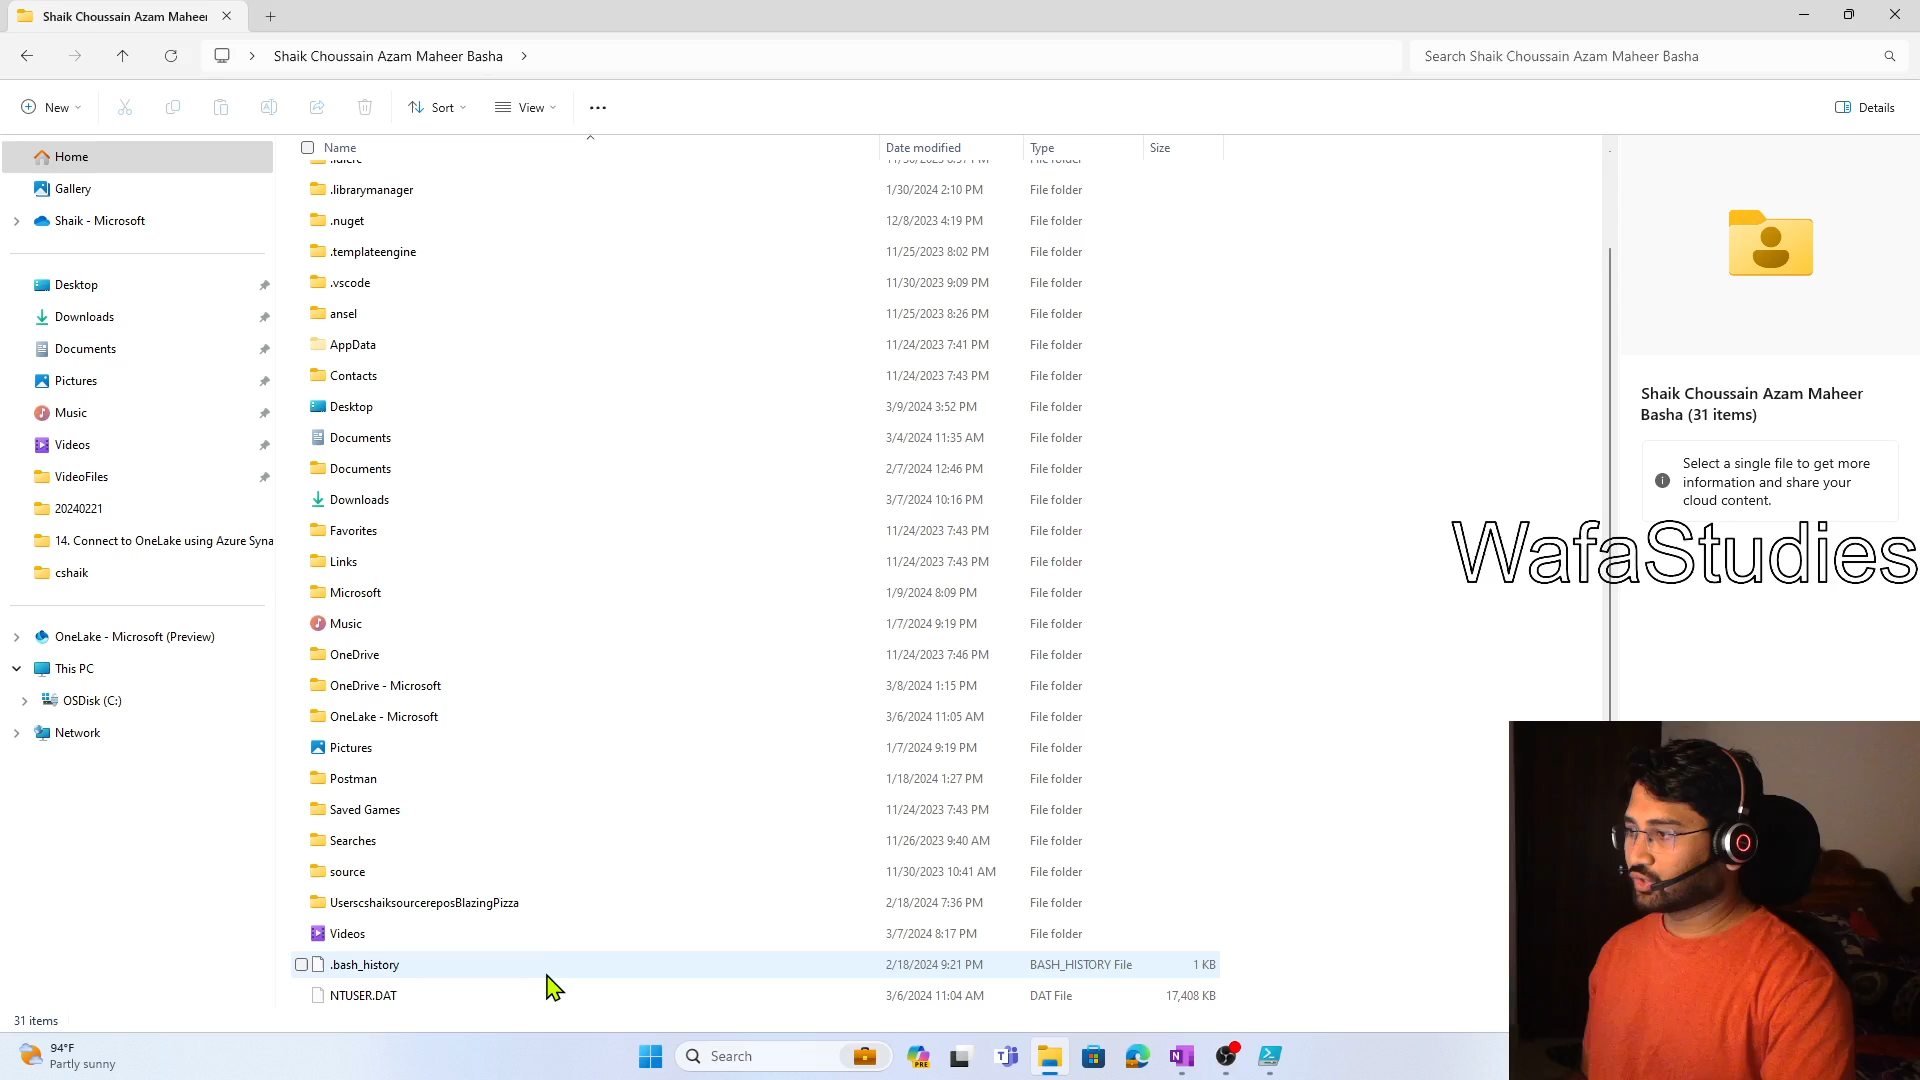 Shaik Choussain Azam Maheer
Shaik Choussain Azam Maheer Basha
Search Shaik Choussain Azam Maheer Basha
New
Sort
View
Details
Home
Gallery
Shaik - Microsoft
Desktop
Downloads
Documents
Pictures
Music
Videos
VideoFiles
20240221
14. Connect to OneLake using Azure Syna
cshaik
OneLake - Microsoft (Preview)
This PC
OSDisk (C:)
Network
Name Date modified Type Size
.librarymanager 1/30/2024 2:10 PM File folder
.nuget 12/8/2023 4:19 PM File folder
.templateengine 11/25/2023 8:02 PM File folder
.vscode 11/30/2023 9:09 PM File folder
ansel 11/25/2023 8:26 PM File folder
AppData 11/24/2023 7:41 PM File folder
Contacts 11/24/2023 7:43 PM File folder
Desktop 3/9/2024 3:52 PM File folder
Documents 3/4/2024 11:35 AM File folder
Documents 2/7/2024 12:46 PM File folder
Downloads 3/7/2024 10:16 PM File folder
Favorites 11/24/2023 7:43 PM File folder
Links 11/24/2023 7:43 PM File folder
Microsoft 1/9/2024 8:09 PM File folder
Music 1/7/2024 9:19 PM File folder
OneDrive 11/24/2023 7:46 PM File folder
OneDrive - Microsoft 3/8/2024 1:15 PM File folder
OneLake - Microsoft 3/6/2024 11:05 AM File folder
Pictures 1/7/2024 9:19 PM File folder
Postman 1/18/2024 1:27 PM File folder
Saved Games 11/24/2023 7:43 PM File folder
Searches 11/26/2023 9:40 AM File folder
source 11/30/2023 10:41 AM File folder
UserscshaiksourcereposBlazingPizza 2/18/2024 7:36 PM File folder
Videos 3/7/2024 8:17 PM File folder
.bash_history 2/18/2024 9:21 PM BASH_HISTORY File 1 KB
NTUSER.DAT 3/6/2024 11:04 AM DAT File 17,408 KB
Shaik Choussain Azam Maheer
Basha (31 items)
Select a single file to get more
information and share your
cloud content.
WafaStudies
31 items
94°F
Partly sunny
Search
PRE